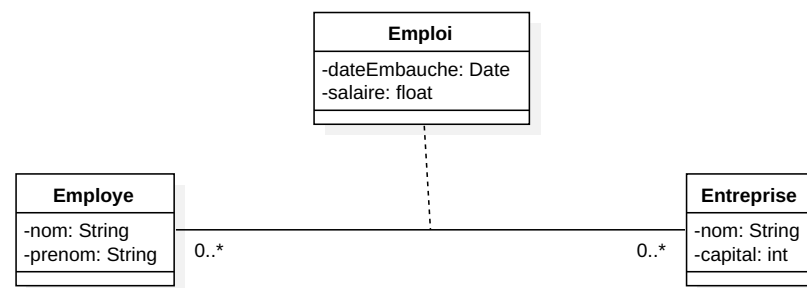 Emploi
-dateEmbauche: Date
-salaire: float
Employe
-nom: String
-prenom: String
0..*
0..*
Entreprise
-nom: String
-capital: int